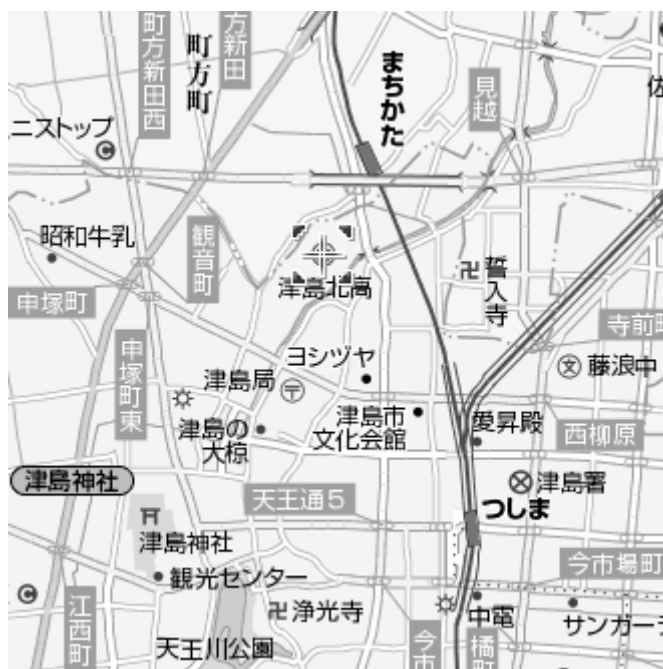 町方新田西
町方町
方新田
まちかた
見越
佐
ニストップ
昭和牛乳
観音町
津島北高
誓入寺
申塚町
申塚町東
寺前町
ヨシヅヤ
津島局
藤浪中
津島の
大椋
津島市
文化会館
愛昇殿
西柳原
津島神社
天王通5
つしま
津島署
津島神社
観光センター
今市場町
江西町
浄光寺
中電
サンガーデ
天王川公園
今市
橘町